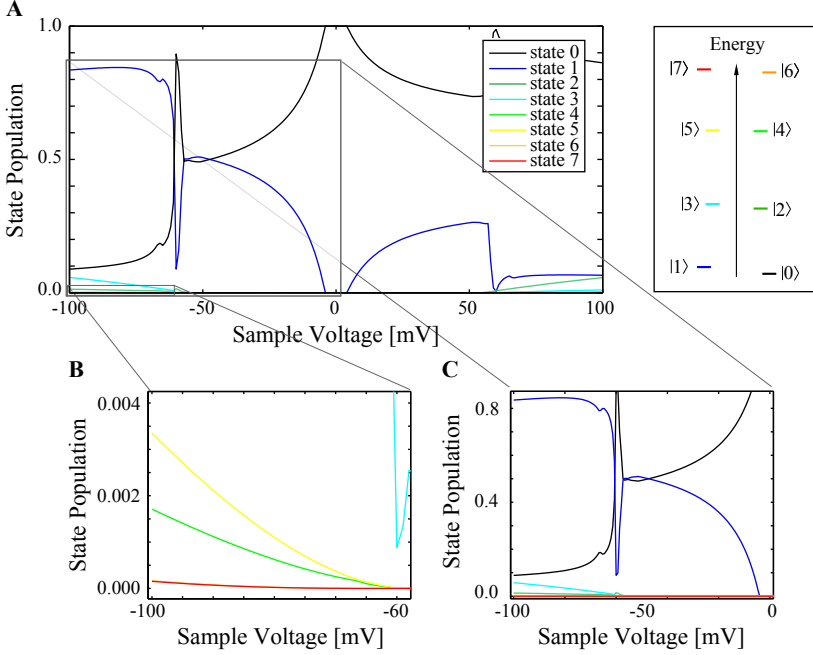 A
1.0
0.5
0.0
State Population
-100
-50
0
50
100
Sample Voltage [mV]
state 0
state 1
state 2
state 3
state 4
state 5
state 6
state 7
Energy
|7⟩
|6⟩
|5⟩
|4⟩
|3⟩
|2⟩
|1⟩
|0⟩
B
0.004
0.002
0.000
State Population
-100
-60
Sample Voltage [mV]
C
0.8
0.4
0.0
State Population
-100
-50
0
Sample Voltage [mV]